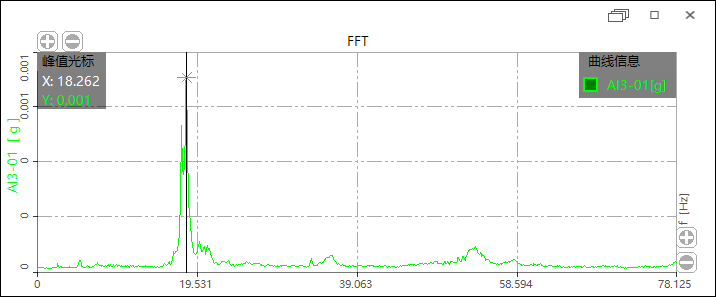 FFT
峰值光标
X: 18.262
Y: 0.001
曲线信息
AI3-01[g]
0.001
0.001
0
0
0
AI3-01 [ g ]
f [Hz]
0
19.531
39.063
58.594
78.125